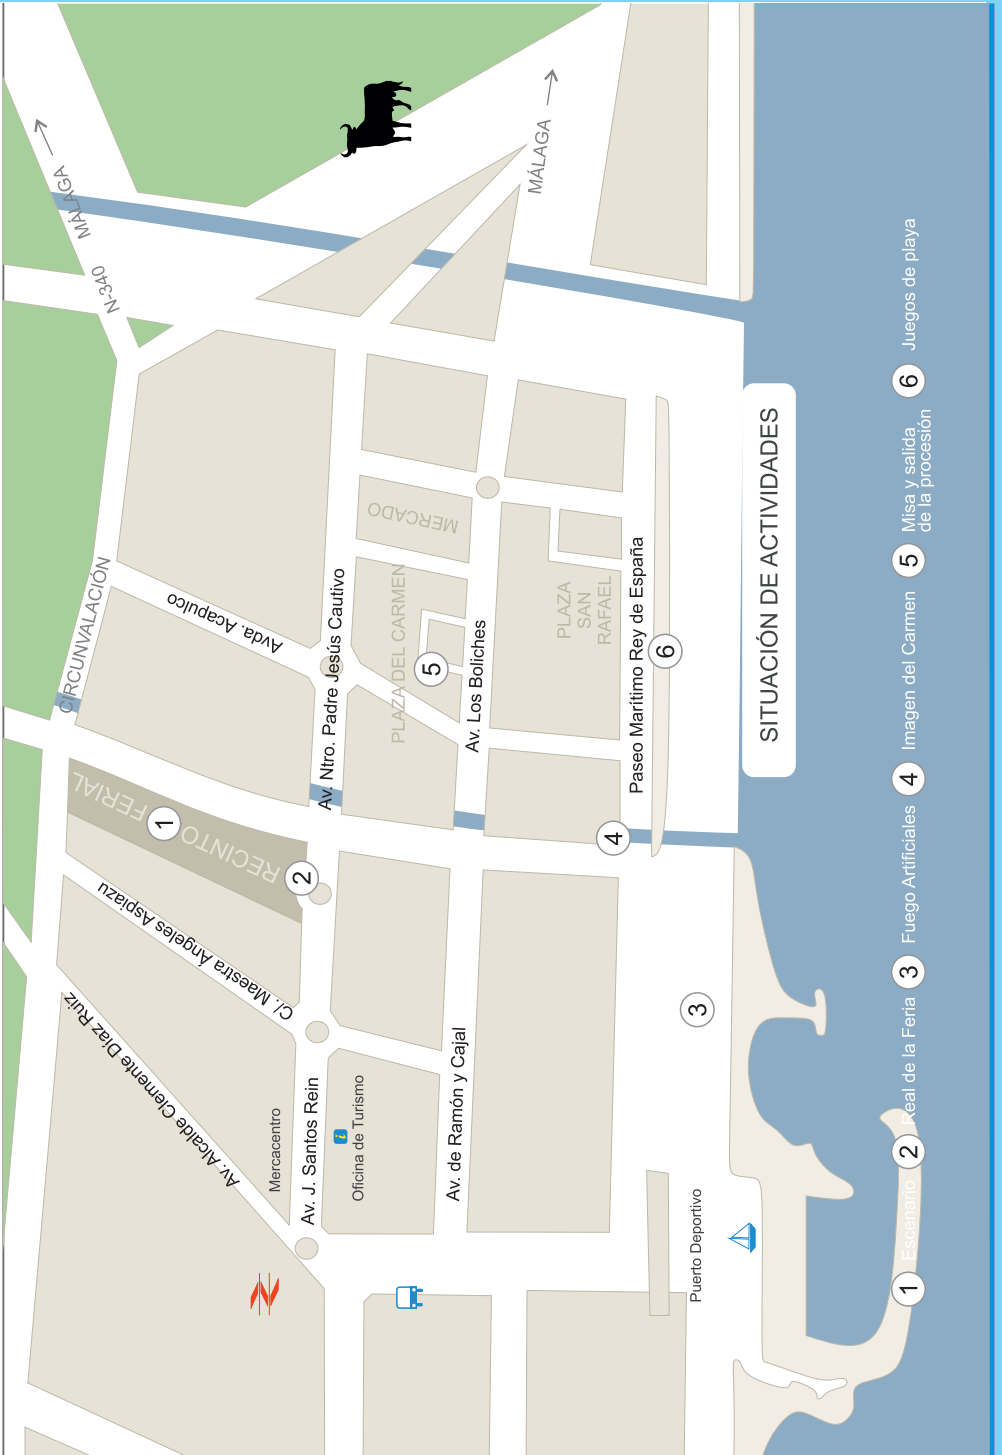 MÁLAGA
N-340
MÁLAGA
CIRCUNVALACIÓN
Avda. Acapulco
MERCADO
PLAZA DEL CARMEN
PLAZA
SAN
RAFAEL
Av. Ntro. Padre Jesús Cautivo
Av. Los Boliches
Paseo Marítimo Rey de España
RECINTO FERIAL
C/. Maestra Ángeles Aspiazu
Av. Alcalde Clemente Díaz Ruiz
Mercacentro
Av. J. Santos Rein
i
Oficina de Turismo
Av. de Ramón y Cajal
Puerto Deportivo
1
2
3
4
5
6
SITUACIÓN DE ACTIVIDADES
1 Escenario
2 Real de la Feria
3 Fuego Artificiales
4 Imagen del Carmen
5 Misa y salida
de la procesión
6 Juegos de playa